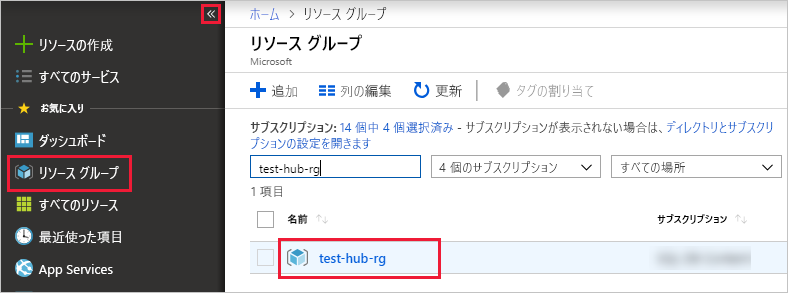 «
リソースの作成
すべてのサービス
お気に入り
ダッシュボード
リソース グループ
すべてのリソース
最近使った項目
App Services
ホーム > リソース グループ
リソース グループ
Microsoft
追加 列の編集 更新 タグの割り当て
サブスクリプション: 14 個中 4 個選択済み - サブスクリプションが表示されない場合は、ディレクトリとサブスクリ
プションの設定を開きます
test-hub-rg 4 個のサブスクリプション すべての場所
1 項目
名前 サブスクリプション
test-hub-rg